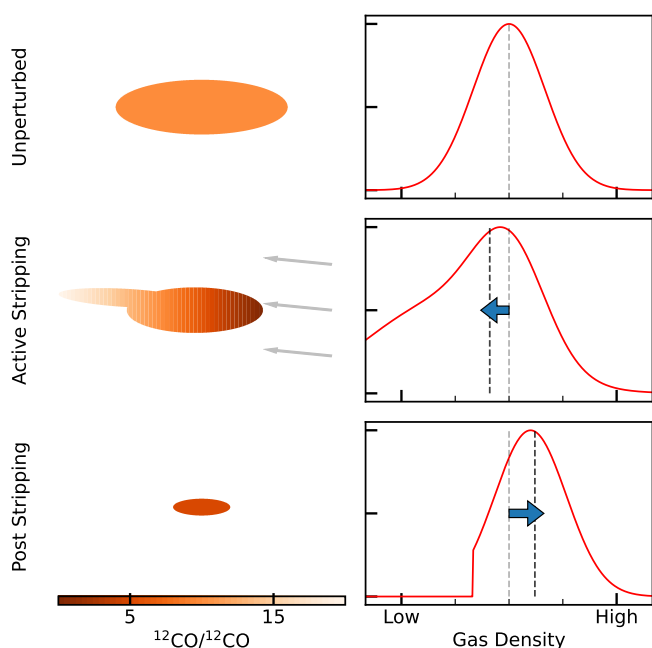 Unperturbed
Active Stripping
Post Stripping
5 15
¹²CO/¹²CO
Low High
Gas Density